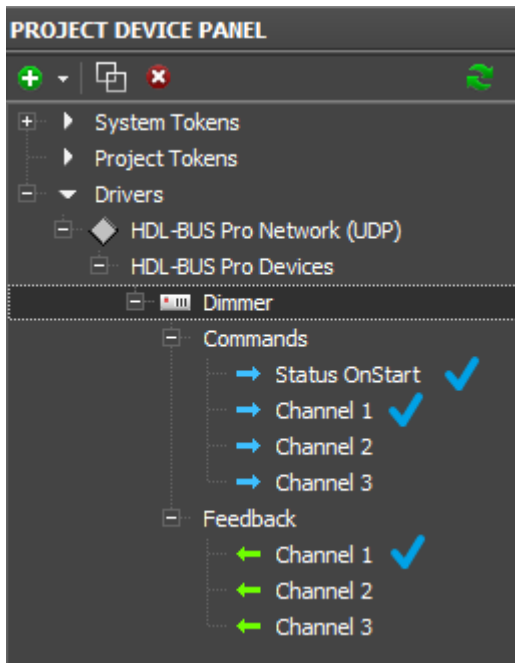 PROJECT DEVICE PANEL
System Tokens
Project Tokens
Drivers
HDL-BUS Pro Network (UDP)
HDL-BUS Pro Devices
Dimmer
Commands
Status OnStart
Channel 1
Channel 2
Channel 3
Feedback
Channel 1
Channel 2
Channel 3